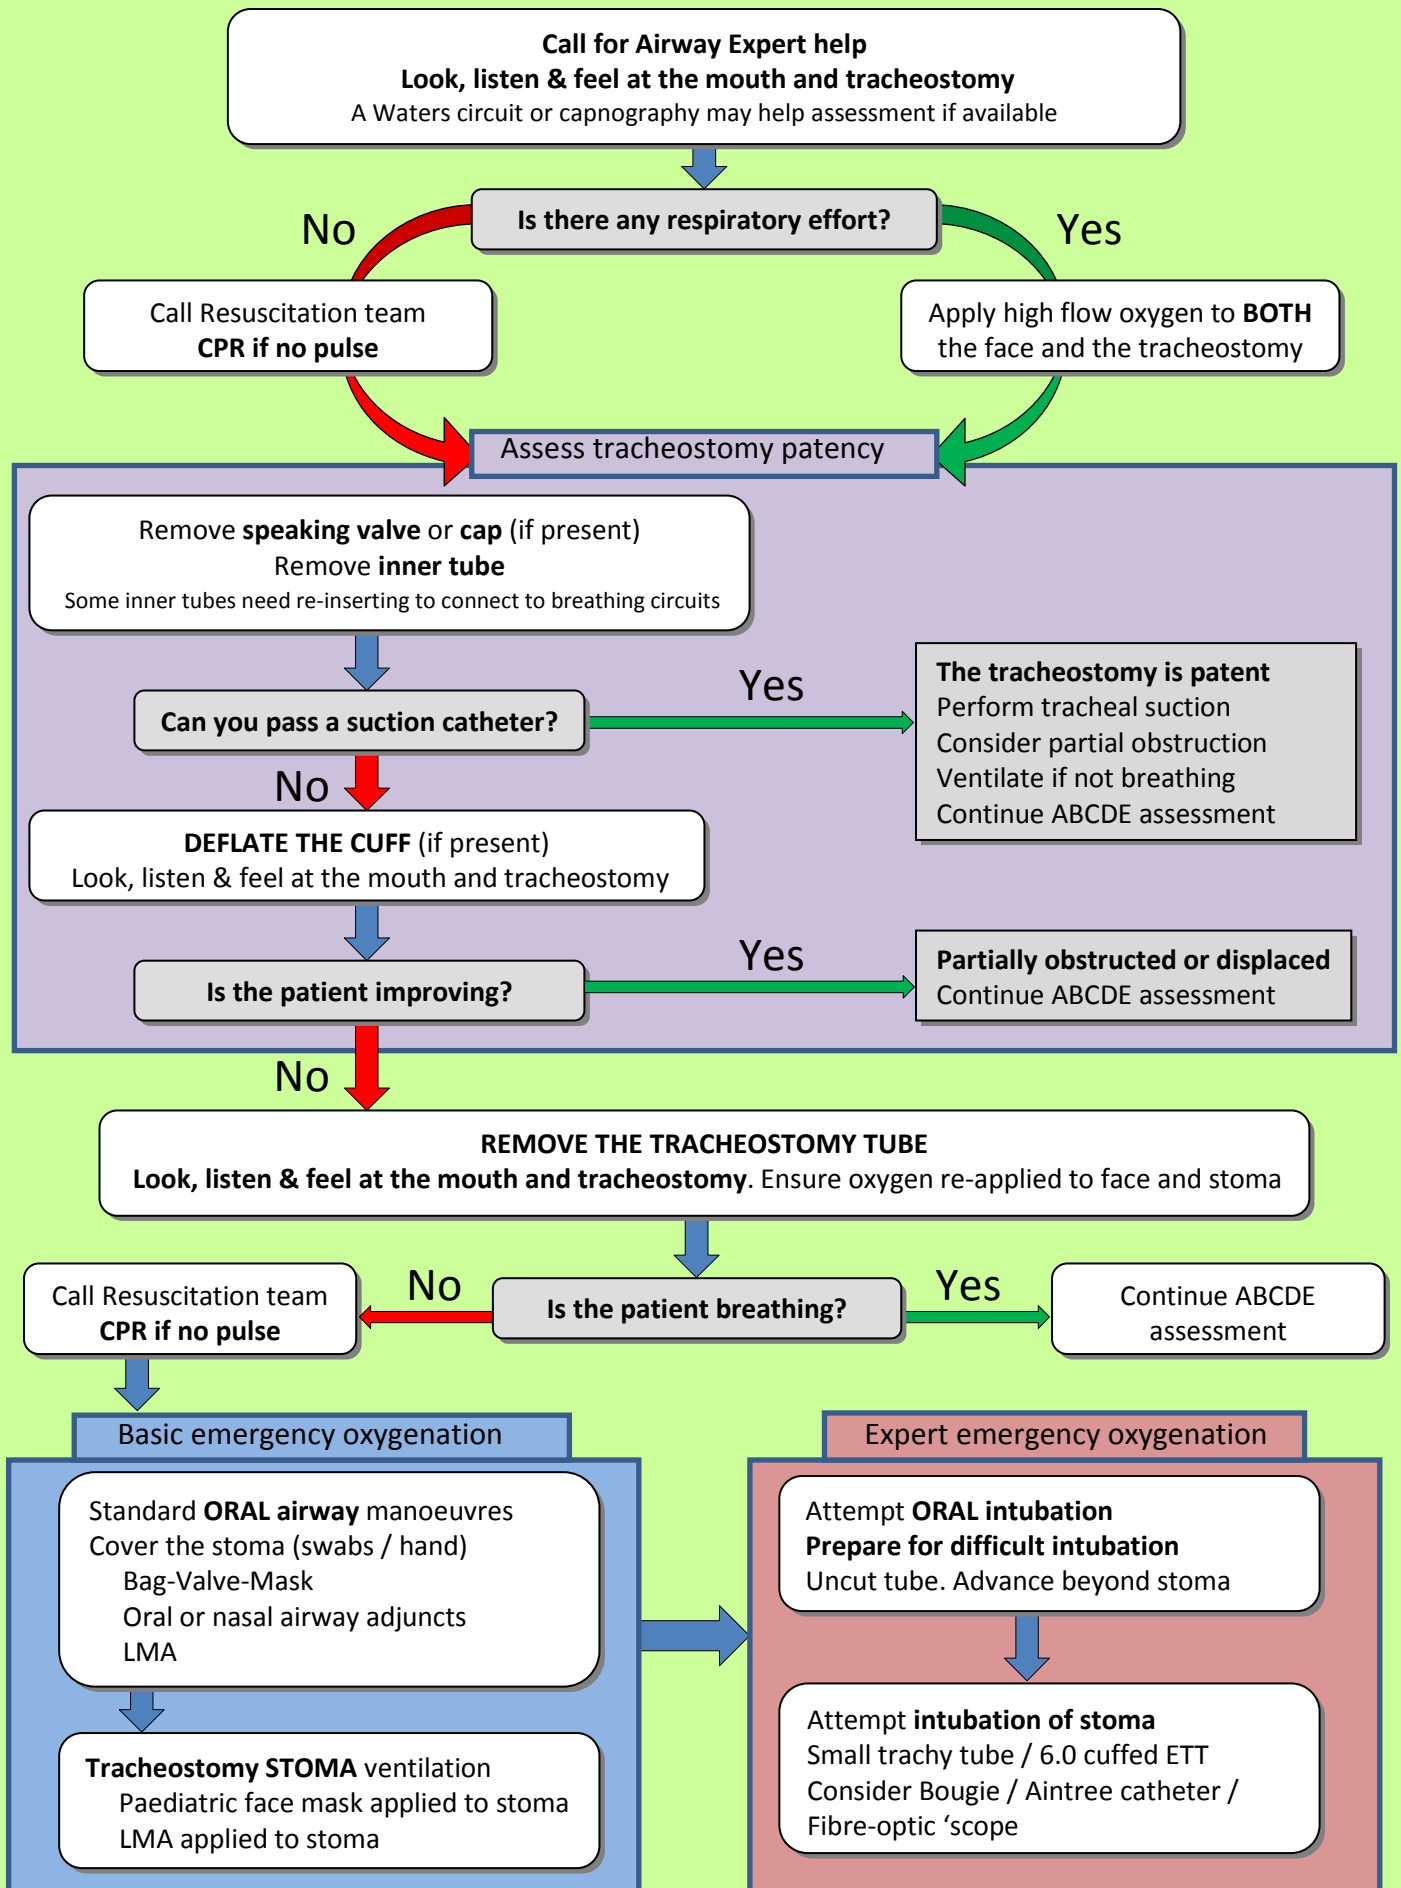 Call for Airway Expert help
Look, listen & feel at the mouth and tracheostomy
A Waters circuit or capnography may help assessment if available
Is there any respiratory effort?
No
Yes
Call Resuscitation team
CPR if no pulse
Apply high flow oxygen to BOTH
the face and the tracheostomy
Assess tracheostomy patency
Remove speaking valve or cap (if present)
Remove inner tube
Some inner tubes need re-inserting to connect to breathing circuits
Can you pass a suction catheter?
Yes
The tracheostomy is patent
Perform tracheal suction
Consider partial obstruction
Ventilate if not breathing
Continue ABCDE assessment
No
DEFLATE THE CUFF (if present)
Look, listen & feel at the mouth and tracheostomy
Is the patient improving?
Yes
Partially obstructed or displaced
Continue ABCDE assessment
No
REMOVE THE TRACHEOSTOMY TUBE
Look, listen & feel at the mouth and tracheostomy. Ensure oxygen re-applied to face and stoma
Is the patient breathing?
No
Yes
Call Resuscitation team
CPR if no pulse
Continue ABCDE
assessment
Basic emergency oxygenation
Standard ORAL airway manoeuvres
Cover the stoma (swabs / hand)
Bag-Valve-Mask
Oral or nasal airway adjuncts
LMA
Tracheostomy STOMA ventilation
Paediatric face mask applied to stoma
LMA applied to stoma
Expert emergency oxygenation
Attempt ORAL intubation
Prepare for difficult intubation
Uncut tube. Advance beyond stoma
Attempt intubation of stoma
Small trachy tube / 6.0 cuffed ETT
Consider Bougie / Aintree catheter /
Fibre-optic ‘scope